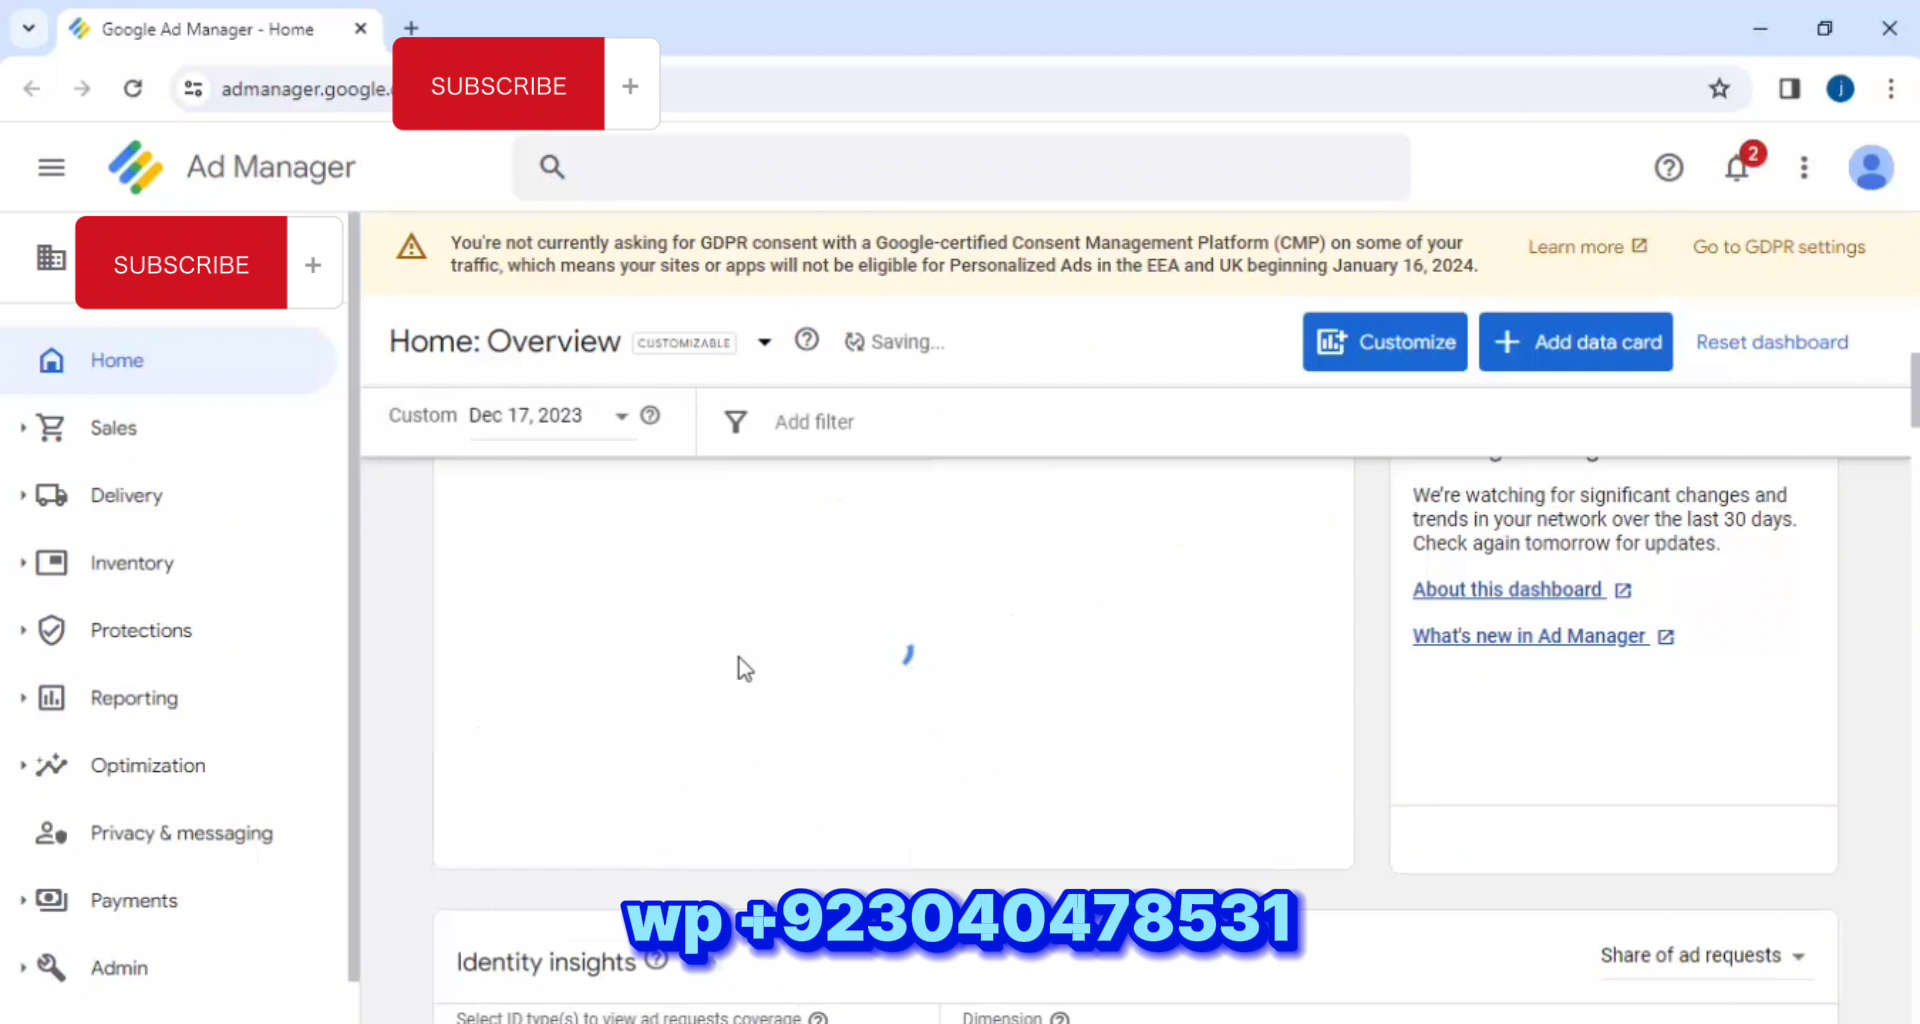 Google Ad Manager - Home
admanager.google.
SUBSCRIBE
Ad Manager
2
SUBSCRIBE
You're not currently asking for GDPR consent with a Google-certified Consent Management Platform (CMP) on some of your
traffic, which means your sites or apps will not be eligible for Personalized Ads in the EEA and UK beginning January 16, 2024.
Learn more
Go to GDPR settings
Home: Overview
CUSTOMIZABLE
Saving...
Customize
Add data card
Reset dashboard
Custom Dec 17, 2023
Add filter
Home
Sales
Delivery
Inventory
Protections
Reporting
Optimization
Privacy & messaging
Payments
Admin
We're watching for significant changes and
trends in your network over the last 30 days.
Check again tomorrow for updates.
About this dashboard
What's new in Ad Manager
wp +923040478531
Identity insights
Share of ad requests
Select ID type(s) to view ad requests coverage
Dimension